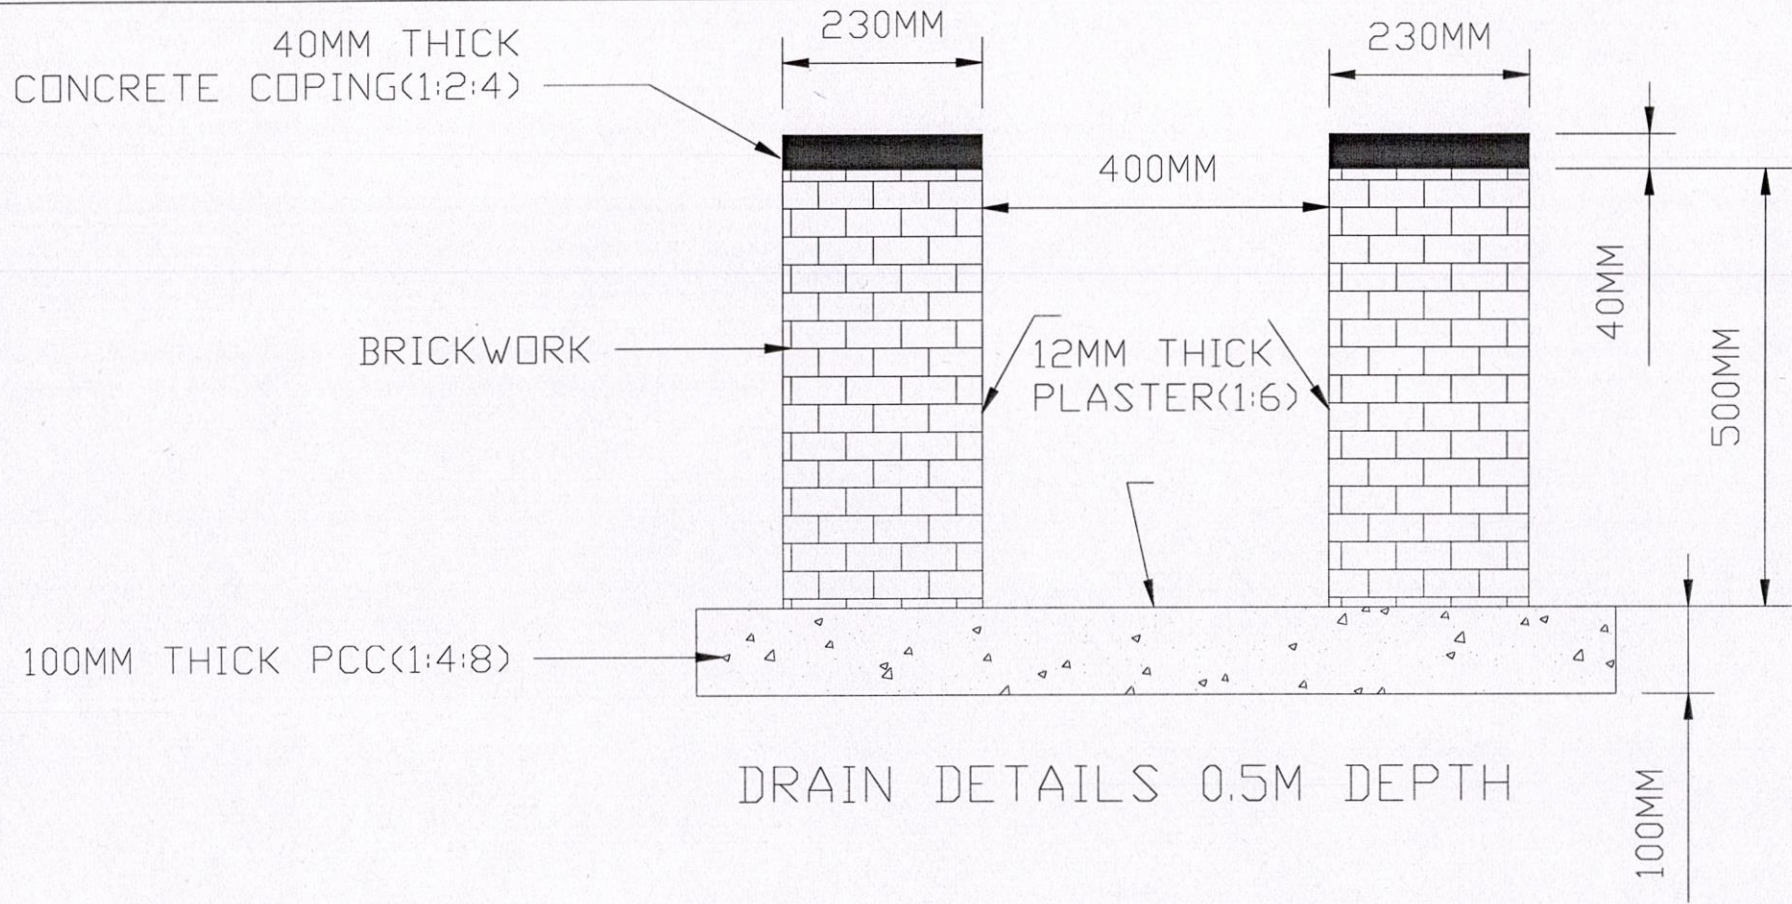 230MM
230MM
40MM THICK
CONCRETE COPING(1:2:4)
400MM
40MM
BRICKWORK
12MM THICK
PLASTER(1:6)
500MM
100MM THICK PCC(1:4:8)
DRAIN DETAILS 0.5M DEPTH
100MM